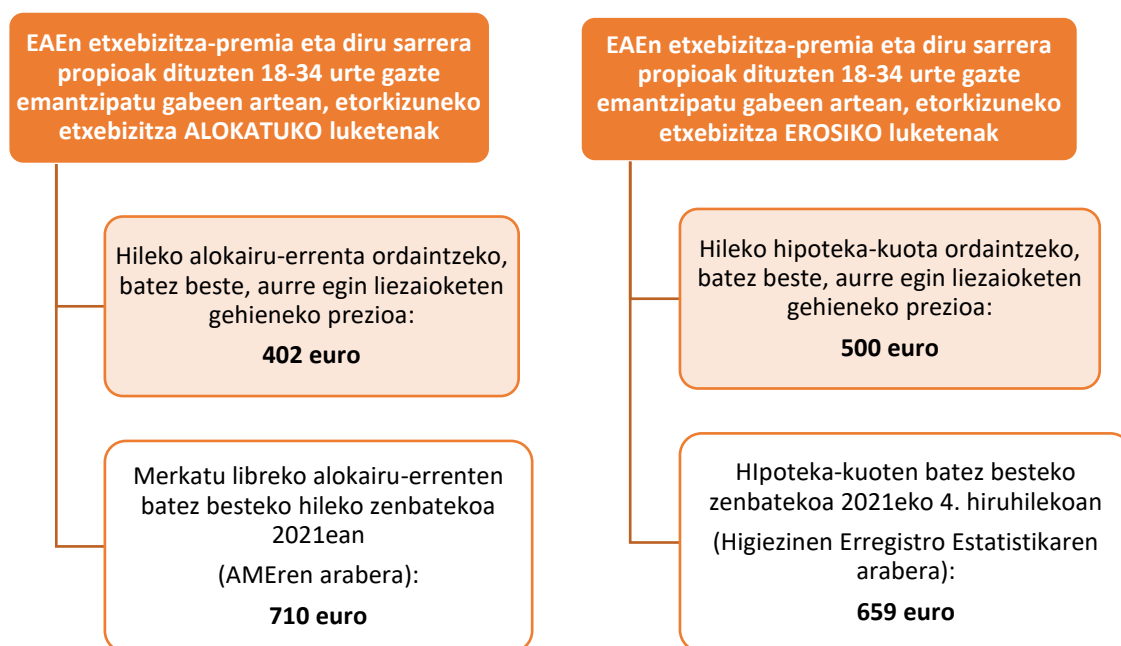 EAEn etxebizitza-premia eta diru sarrera
propioak dituzten 18-34 urte gazte
emantzipatu gabeen artean, etorkizuneko
etxebizitza ALOKATUKO luketenak
Hileko alokairu-errenta ordaintzeko,
batez beste, aurre egin liezaioketen
gehieneko prezioa:
402 euro
Merkatu libreko alokairu-errenten
batez besteko hileko zenbatekoa
2021ean
(AMEren arabera):
710 euro
EAEn etxebizitza-premia eta diru sarrera
propioak dituzten 18-34 urte gazte
emantzipatu gabeen artean, etorkizuneko
etxebizitza EROSIKO luketenak
Hileko hipoteka-kuota ordaintzeko,
batez beste, aurre egin liezaioketen
gehieneko prezioa:
500 euro
HIpoteka-kuoten batez besteko
zenbatekoa 2021eko 4. hiruhilekoan
(Higiezinen Erregistro Estatistikaren
arabera):
659 euro